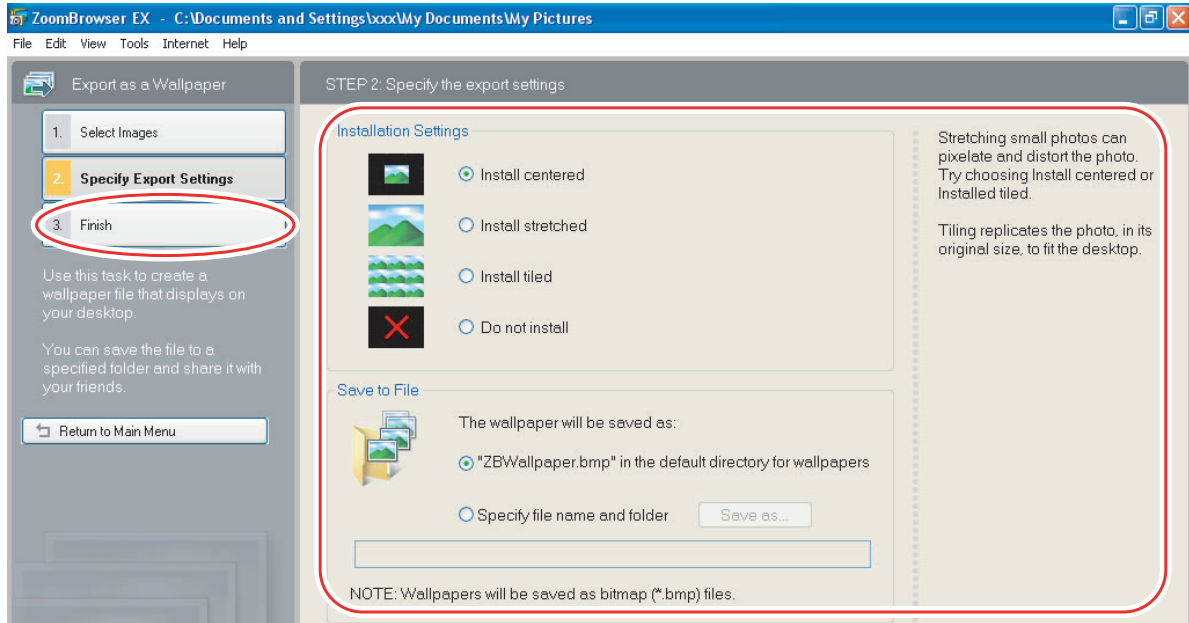 ZoomBrowser EX - C:\Documents and Settings\xxx\My Documents\My Pictures
File Edit View Tools Internet Help
Export as a Wallpaper
1. Select Images
2. Specify Export Settings
3. Finish
Use this task to create a
wallpaper file that displays on
your desktop.
You can save the file to a
specified folder and share it with
your friends.
Return to Main Menu
STEP 2: Specify the export settings
Installation Settings
Install centered
Install stretched
Install tiled
Do not install
Save to File
The wallpaper will be saved as:
"ZBWallpaper.bmp" in the default directory for wallpapers
Specify file name and folder
Save as...
NOTE: Wallpapers will be saved as bitmap (*.bmp) files.
Stretching small photos can
pixelate and distort the photo.
Try choosing Install centered or
Installed tiled.
Tiling replicates the photo, in its
original size, to fit the desktop.